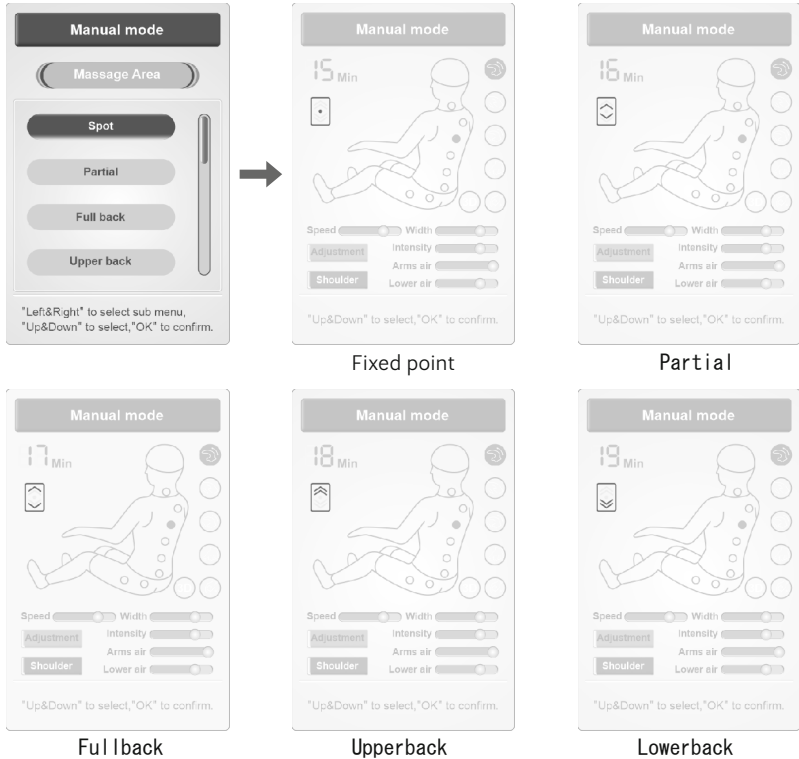 Manual mode
Massage Area
Spot
Partial
Full back
Upper back
"Left&Right" to select sub menu,
"Up&Down" to select,"OK" to confirm.
Manual mode
15 Min
Speed Width
Adjustment Intensity
Arms air
Shoulder Lower air
"Up&Down" to select,"OK" to confirm.
Fixed point
Manual mode
16 Min
Speed Width
Adjustment Intensity
Arms air
Shoulder Lower air
"Up&Down" to select,"OK" to confirm.
Partial
Manual mode
17 Min
Speed Width
Adjustment Intensity
Arms air
Shoulder Lower air
"Up&Down" to select,"OK" to confirm.
Fullback
Manual mode
18 Min
Speed Width
Adjustment Intensity
Arms air
Shoulder Lower air
"Up&Down" to select,"OK" to confirm.
Upperback
Manual mode
19 Min
Speed Width
Adjustment Intensity
Arms air
Shoulder Lower air
"Up&Down" to select,"OK" to confirm.
Lowerback